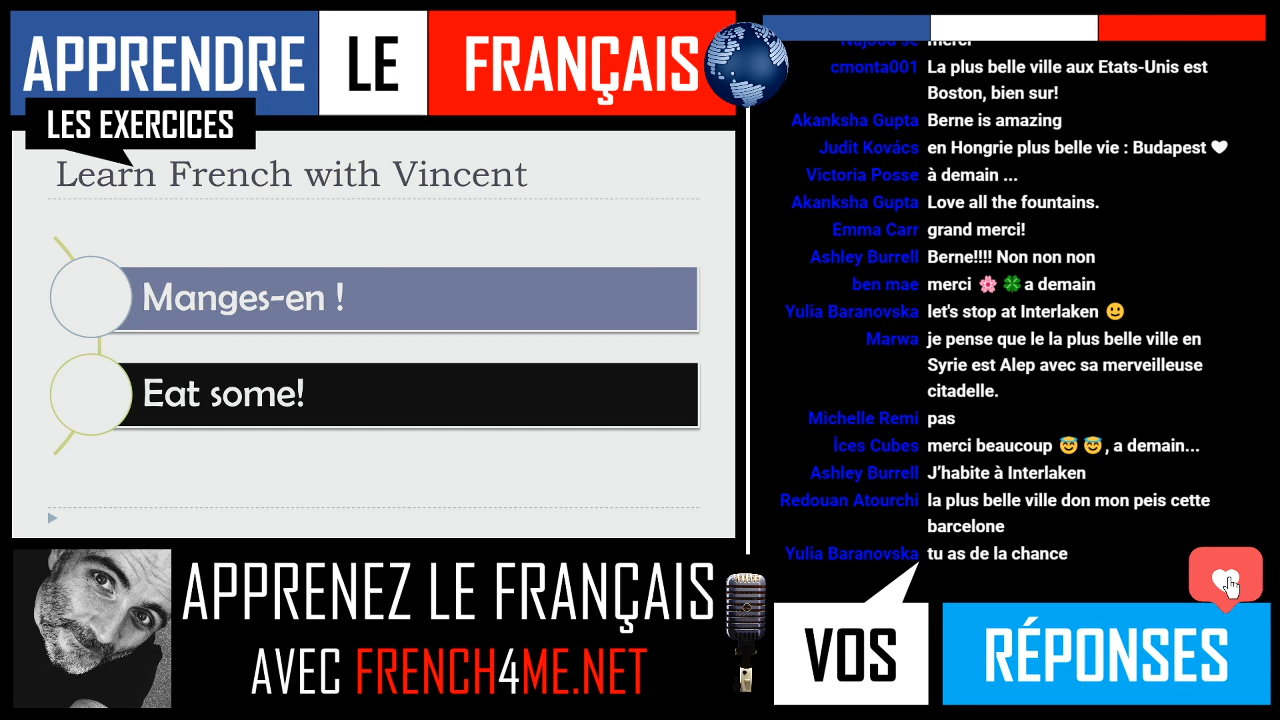 APPRENDRE LE FRANÇAIS
LES EXERCICES
Learn French with Vincent
Manges-en !
Eat some!
APPRENEZ LE FRANÇAIS
AVEC FRENCH4ME.NET
merci
cmonta001 La plus belle ville aux Etats-Unis est
Boston, bien sur!
Akanksha Gupta Berne is amazing
Judit Kovács en Hongrie plus belle vie : Budapest 🤍
Victoria Posse à demain ...
Akanksha Gupta Love all the fountains.
Emma Carr grand merci!
Ashley Burrell Berne!!!! Non non non
ben mae merci 🌸 🍀 a demain
Yulia Baranovska let's stop at Interlaken 🙂
Marwa je pense que le la plus belle ville en
Syrie est Alep avec sa merveilleuse
citadelle.
Michelle Remi pas
İces Cubes merci beaucoup 😇 😇, a demain...
Ashley Burrell J'habite à Interlaken
Redouan Atourchi la plus belle ville don mon peis cette
barcelone
Yulia Baranovska tu as de la chance
VOS RÉPONSES